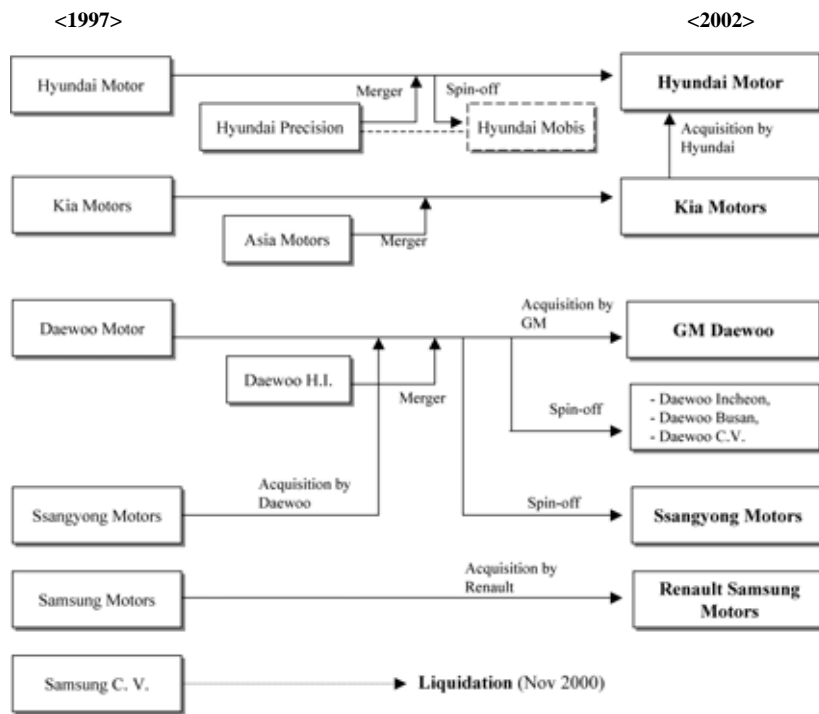 <1997>
<2002>
Hyundai Motor
Merger
Spin-off
Hyundai Motor
Hyundai Precision
Hyundai Mobis
Acquisition by
Hyundai
Kia Motors
Kia Motors
Asia Motors
Merger
Daewoo Motor
Acquisition by
GM
GM Daewoo
Daewoo H.I.
Merger
Spin-off
- Daewoo Incheon,
- Daewoo Busan,
- Daewoo C.V.
Ssangyong Motors
Acquisition by
Daewoo
Spin-off
Ssangyong Motors
Samsung Motors
Acquisition by
Renault
Renault Samsung
Motors
Samsung C. V.
Liquidation (Nov 2000)